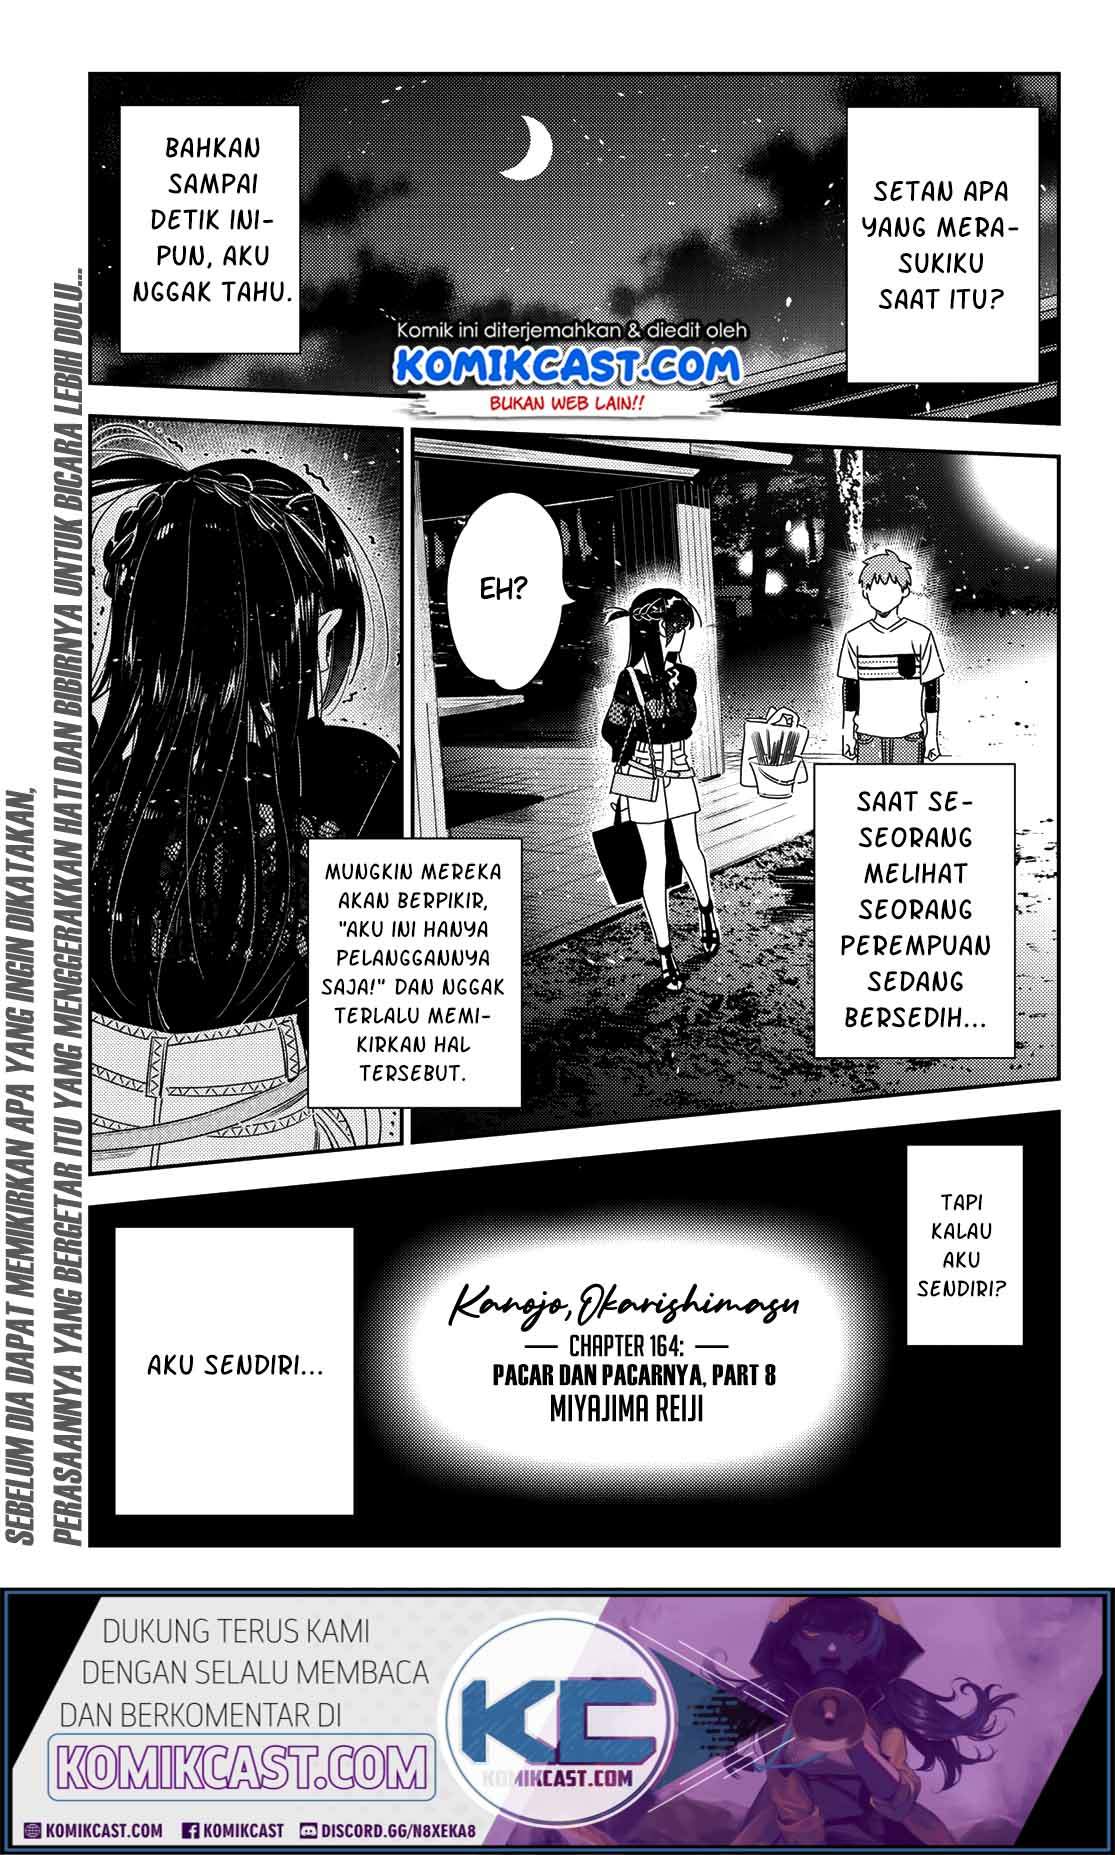 SETAN APA
YANG MERA-
SUKIKU
SAAT ITU?
BAHKAN
SAMPAI
DETIK INI-
PUN, AKU
NGGAK TAHU.
Komik ini diterjemahkan & diedit oleh
KOMIKCAST.COM
BUKAN WEB LAIN!!
EH?
SAAT SE-
SEORANG
MELIHAT
SEORANG
PEREMPUAN
SEDANG
BERSEDIH...
MUNGKIN MEREKA
AKAN BERPIKIR,
"AKU INI HANYA
PELANGGANNYA
SAJA!" DAN NGGAK
TERLALU MEMI-
KIRKAN HAL
TERSEBUT.
TAPI
KALAU
AKU
SENDIRI?
Kanojo, Okarishimasu
CHAPTER 164:
PACAR DAN PACARNYA, PART 8
MIYAJIMA REIJI
AKU SENDIRI...
SEBELUM DIA DAPAT MEMIKIRKAN APA YANG INGIN DIKATAKAN,
PERASAANNYA YANG BERGETAR ITU YANG MENGGERAKKAN HATI DAN BIBIRNYA UNTUK BICARA LEBIH DULU...
DUKUNG TERUS KAMI
DENGAN SELALU MEMBACA
DAN BERKOMENTAR DI
KOMIKCAST.COM
KC
KOMIKCAST.COM
KOMIKCAST.COM
KOMIKCAST
DISCORD.GG/N8XEKA8